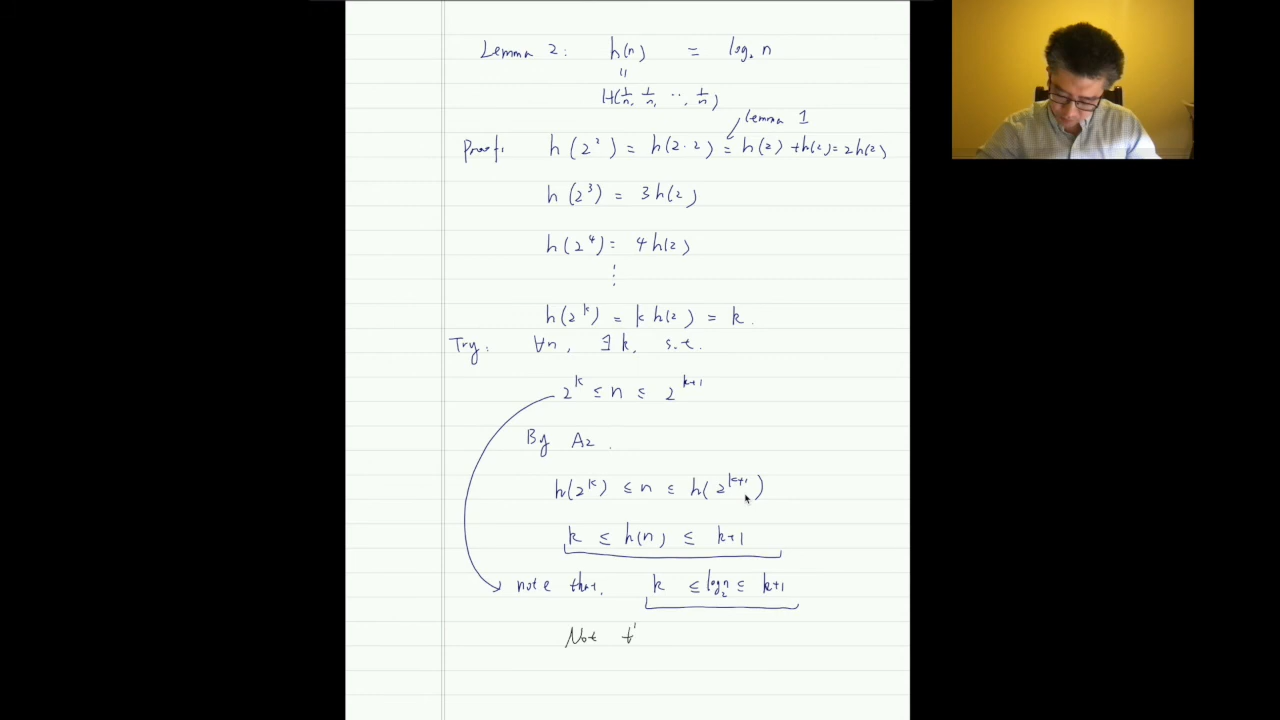 Lemma 2: h(n) = log₂ n
"
H(1/n, 1/n, .., 1/n)
Lemma 1
Proof: h(2²) = h(2·2) = h(2) + h(2) = 2h(2)
h(2³) = 3h(2)
h(2⁴) = 4h(2)
⋮
h(2ᵏ) = k h(2) = k.
Try: ∀n, ∃k, s.t.
2ᵏ ≤ n ≤ 2ᵏ⁺¹
By A2.
h(2ᵏ) ≤ n ≤ h(2ᵏ⁺¹)
k ≤ h(n) ≤ k+1
note that, k ≤ log₂n ≤ k+1
Not